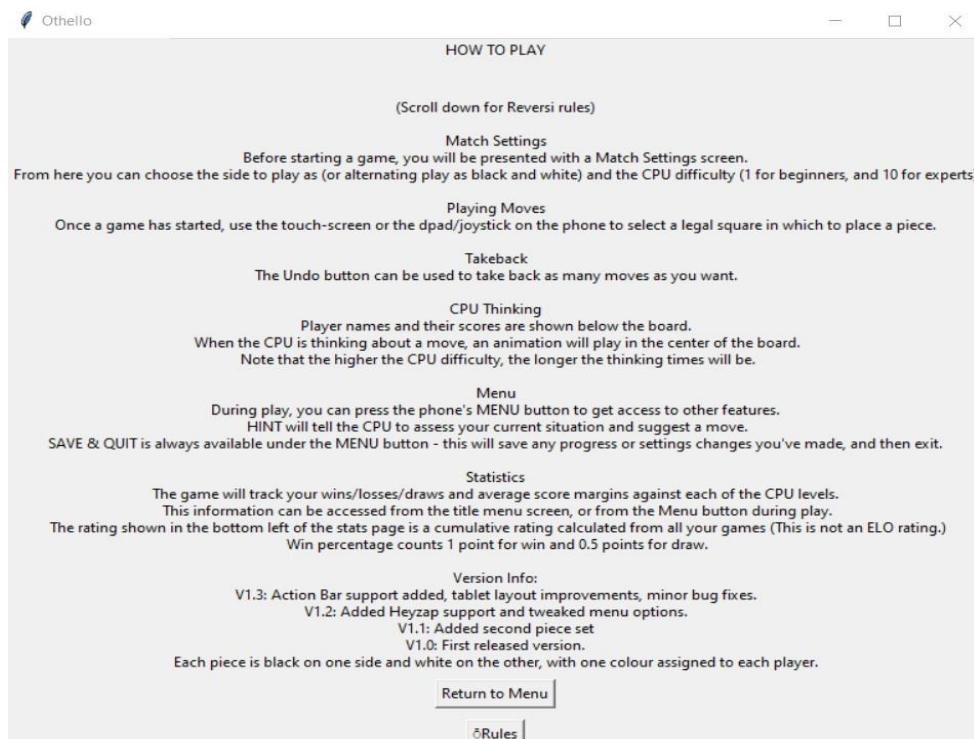 Othello
HOW TO PLAY
(Scroll down for Reversi rules)
Match Settings
Before starting a game, you will be presented with a Match Settings screen.
From here you can choose the side to play as (or alternating play as black and white) and the CPU difficulty (1 for beginners, and 10 for experts)
Playing Moves
Once a game has started, use the touch-screen or the dpad/joystick on the phone to select a legal square in which to place a piece.
Takeback
The Undo button can be used to take back as many moves as you want.
CPU Thinking
Player names and their scores are shown below the board.
When the CPU is thinking about a move, an animation will play in the center of the board.
Note that the higher the CPU difficulty, the longer the thinking times will be.
Menu
During play, you can press the phone's MENU button to get access to other features.
HINT will tell the CPU to assess your current situation and suggest a move.
SAVE & QUIT is always available under the MENU button - this will save any progress or settings changes you've made, and then exit.
Statistics
The game will track your wins/losses/draws and average score margins against each of the CPU levels.
This information can be accessed from the title menu screen, or from the Menu button during play.
The rating shown in the bottom left of the stats page is a cumulative rating calculated from all your games (This is not an ELO rating.)
Win percentage counts 1 point for win and 0.5 points for draw.
Version Info:
V1.3: Action Bar support added, tablet layout improvements, minor bug fixes.
V1.2: Added Heyzap support and tweaked menu options.
V1.1: Added second piece set
V1.0: First released version.
Each piece is black on one side and white on the other, with one colour assigned to each player.
Return to Menu
Rules